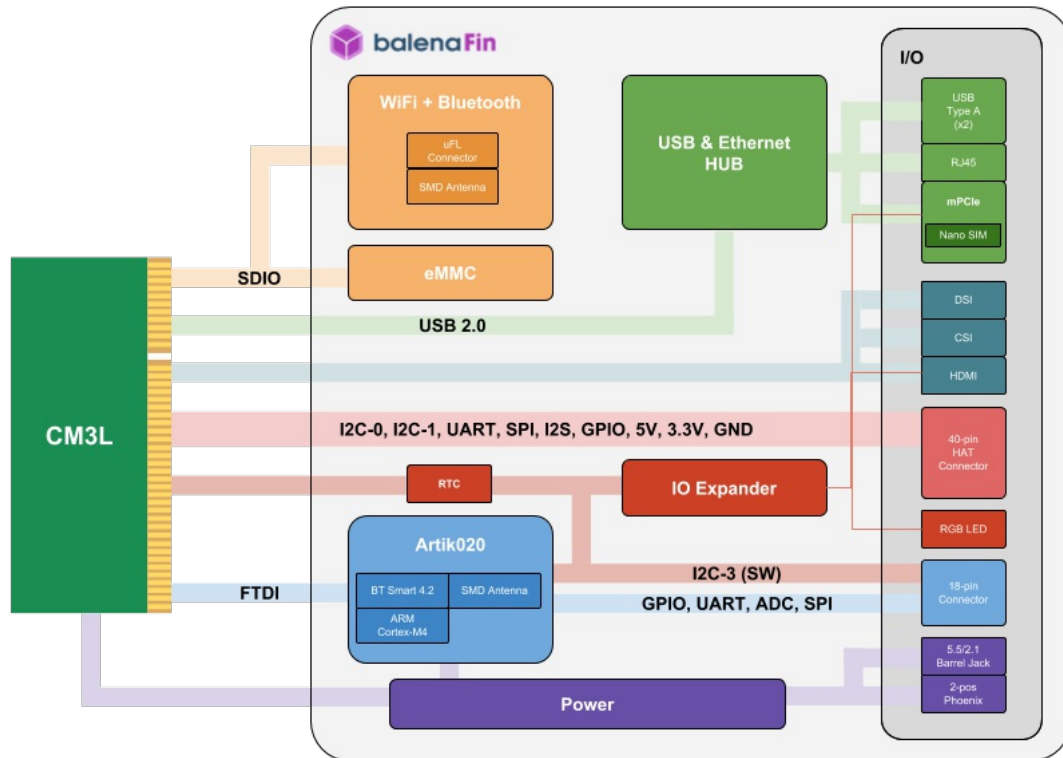 balenaFin
I/O
WiFi + Bluetooth
uFL
Connector
SMD Antenna
USB & Ethernet
HUB
USB
Type A
(x2)
RJ45
mPCIe
Nano SIM
eMMC
SDIO
USB 2.0
DSI
CSI
HDMI
CM3L
I2C-0, I2C-1, UART, SPI, I2S, GPIO, 5V, 3.3V, GND
40-pin
HAT
Connector
RTC
IO Expander
RGB LED
Artik020
BT Smart 4.2
SMD Antenna
ARM
Cortex-M4
FTDI
I2C-3 (SW)
GPIO, UART, ADC, SPI
18-pin
Connector
5.5/2.1
Barrel Jack
2-pos
Phoenix
Power